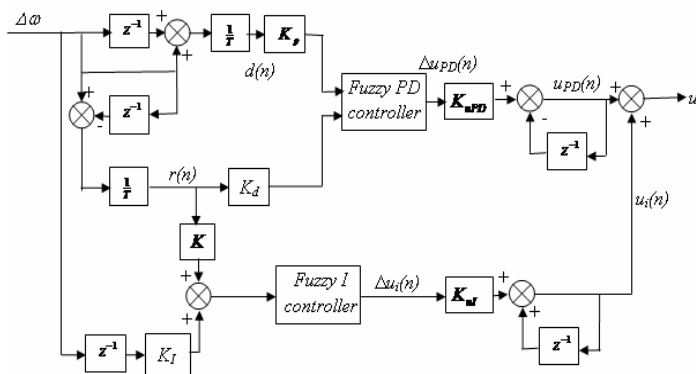 Δω
z⁻¹
+
+
1/T
K_p
d(n)
Fuzzy PD
controller
Δu_PD(n)
K_uPD
+
-
u_PD(n)
+
+
u
z⁻¹
+
-
z⁻¹
1/T
r(n)
K_d
K
+
+
Fuzzy I
controller
Δu_i(n)
K_uI
+
+
u_i(n)
z⁻¹
z⁻¹
K_I